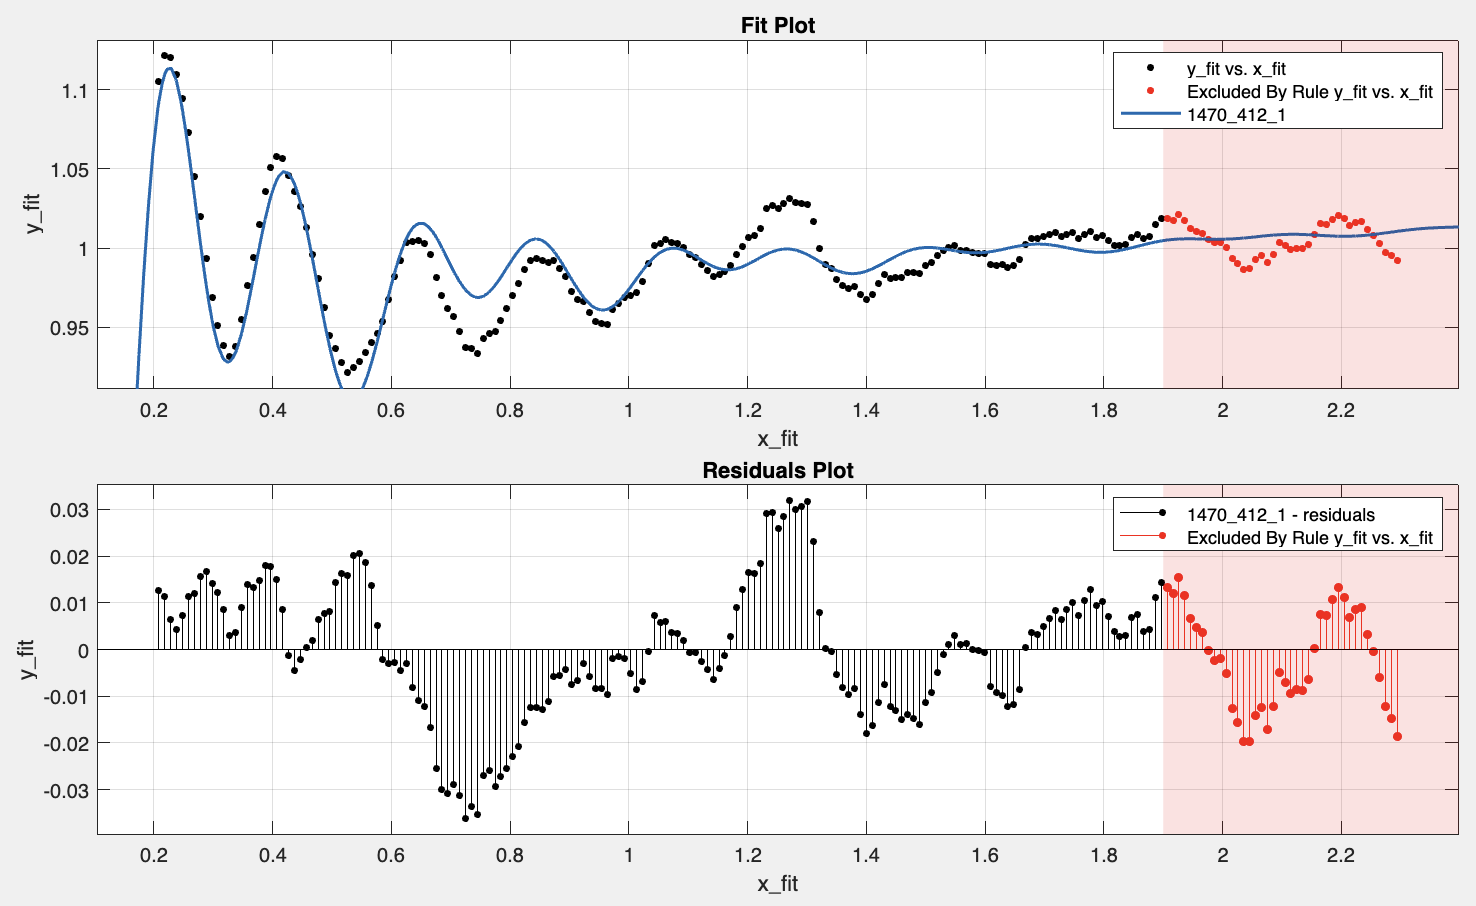 Fit Plot
y_fit vs. x_fit
Excluded By Rule y_fit vs. x_fit
1470_412_1
1.1
1.05
1
0.95
y_fit
0.2 0.4 0.6 0.8 1 1.2 1.4 1.6 1.8 2 2.2
x_fit
Residuals Plot
1470_412_1 - residuals
Excluded By Rule y_fit vs. x_fit
0.03
0.02
0.01
0
-0.01
-0.02
-0.03
y_fit
0.2 0.4 0.6 0.8 1 1.2 1.4 1.6 1.8 2 2.2
x_fit